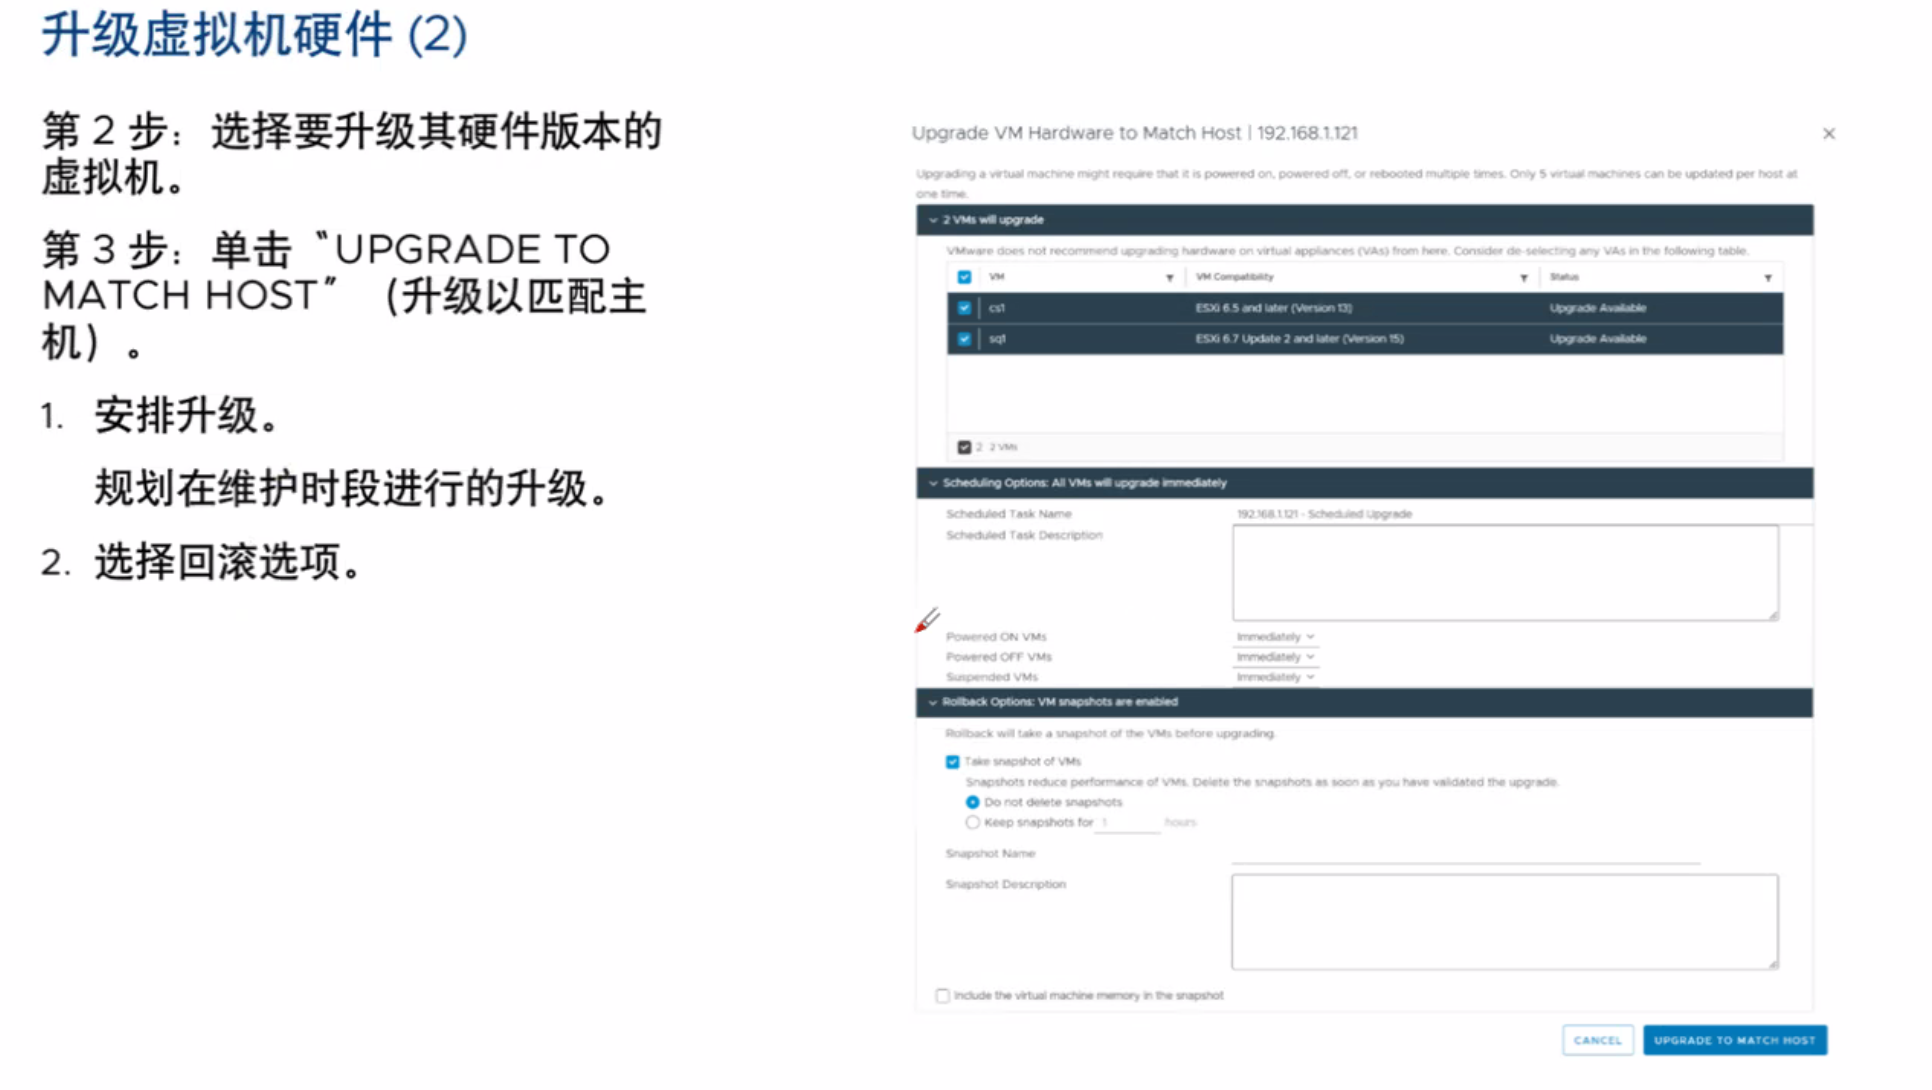 升级虚拟机硬件 (2)
第 2 步：选择要升级其硬件版本的
虚拟机。
第 3 步：单击〝UPGRADE TO
MATCH HOST〞（升级以匹配主
机）。
1. 安排升级。
规划在维护时段进行的升级。
2. 选择回滚选项。
Upgrade VM Hardware to Match Host | 192.168.1.121
Upgrading a virtual machine might require that it is powered on, powered off, or rebooted multiple times. Only 5 virtual machines can be updated per host at
one time.
2 VMs will upgrade
VMware does not recommend upgrading hardware on virtual appliances (VAs) from here. Consider de-selecting any VAs in the following table.
VM VM Compatibility Status
cs1 ESXi 6.5 and later (Version 13) Upgrade Available
sq1 ESXi 6.7 Update 2 and later (Version 15) Upgrade Available
2 2 VMs
Scheduling Options: All VMs will upgrade immediately
Scheduled Task Name 192.168.1.121 - Scheduled Upgrade
Scheduled Task Description
Powered ON VMs Immediately
Powered OFF VMs Immediately
Suspended VMs Immediately
Rollback Options: VM snapshots are enabled
Rollback will take a snapshot of the VMs before upgrading.
Take snapshot of VMs
Snapshots reduce performance of VMs. Delete the snapshots as soon as you have validated the upgrade.
Do not delete snapshots
Keep snapshots for 1 hours
Snapshot Name
Snapshot Description
Include the virtual machine memory in the snapshot
CANCEL UPGRADE TO MATCH HOST